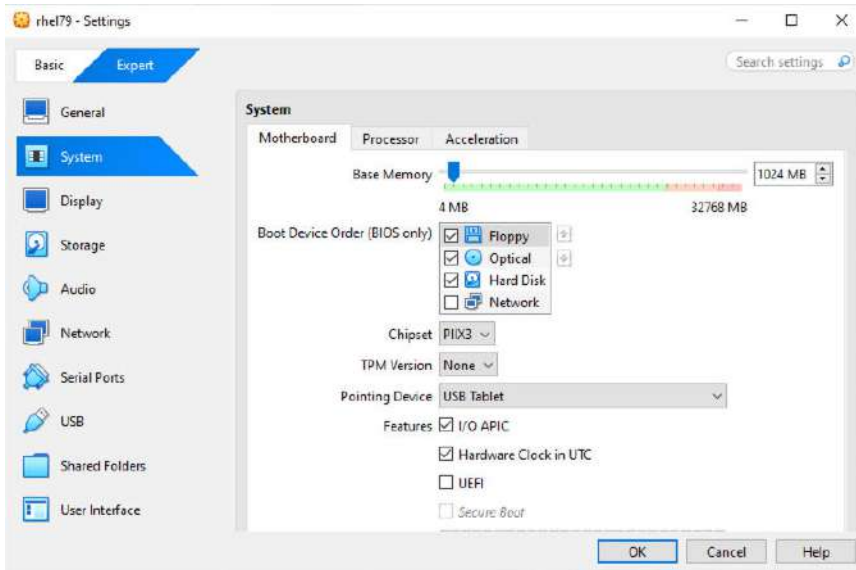 rhel79 - Settings
Basic Expert Search settings
General
System
Display
Storage
Audio
Network
Serial Ports
USB
Shared Folders
User Interface
System
Motherboard Processor Acceleration
Base Memory 1024 MB
4 MB 32768 MB
Boot Device Order (BIOS only) Floppy
Optical
Hard Disk
Network
Chipset PIIX3
TPM Version None
Pointing Device USB Tablet
Features I/O APIC
Hardware Clock in UTC
UEFI
Secure Boot
OK Cancel Help